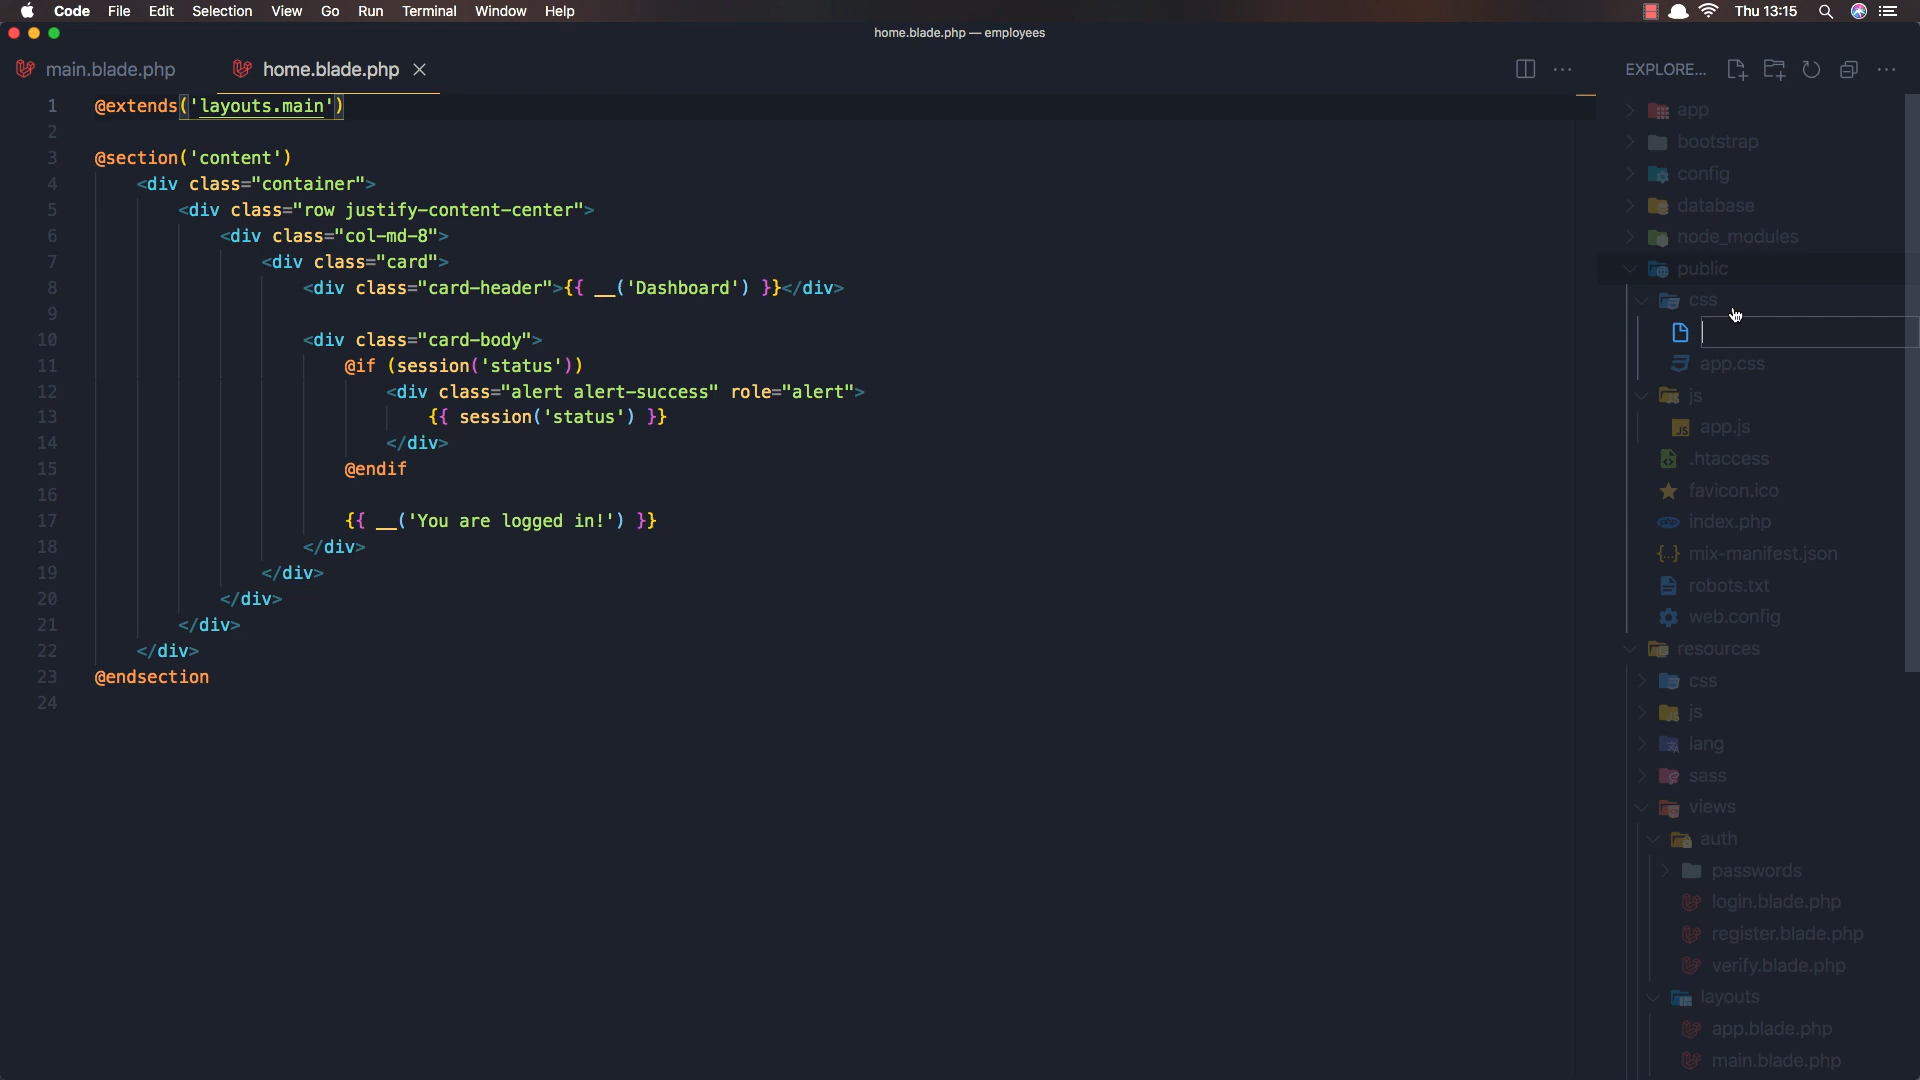 Code File Edit Selection View Go Run Terminal Window Help Thu 13:15
home.blade.php — employees
main.blade.php home.blade.php EXPLORE...
1 @extends('layouts.main')
2
3 @section('content')
4 <div class="container">
5 <div class="row justify-content-center">
6 <div class="col-md-8">
7 <div class="card">
8 <div class="card-header">{{ __('Dashboard') }}</div>
9
10 <div class="card-body">
11 @if (session('status'))
12 <div class="alert alert-success" role="alert">
13 {{ session('status') }}
14 </div>
15 @endif
16
17 {{ __('You are logged in!') }}
18 </div>
19 </div>
20 </div>
21 </div>
22 </div>
23 @endsection
24
app
bootstrap
config
database
node_modules
public
css
app.css
js
app.js
.htaccess
favicon.ico
index.php
mix-manifest.json
robots.txt
web.config
resources
css
js
lang
sass
views
auth
passwords
login.blade.php
register.blade.php
verify.blade.php
layouts
app.blade.php
main.blade.php